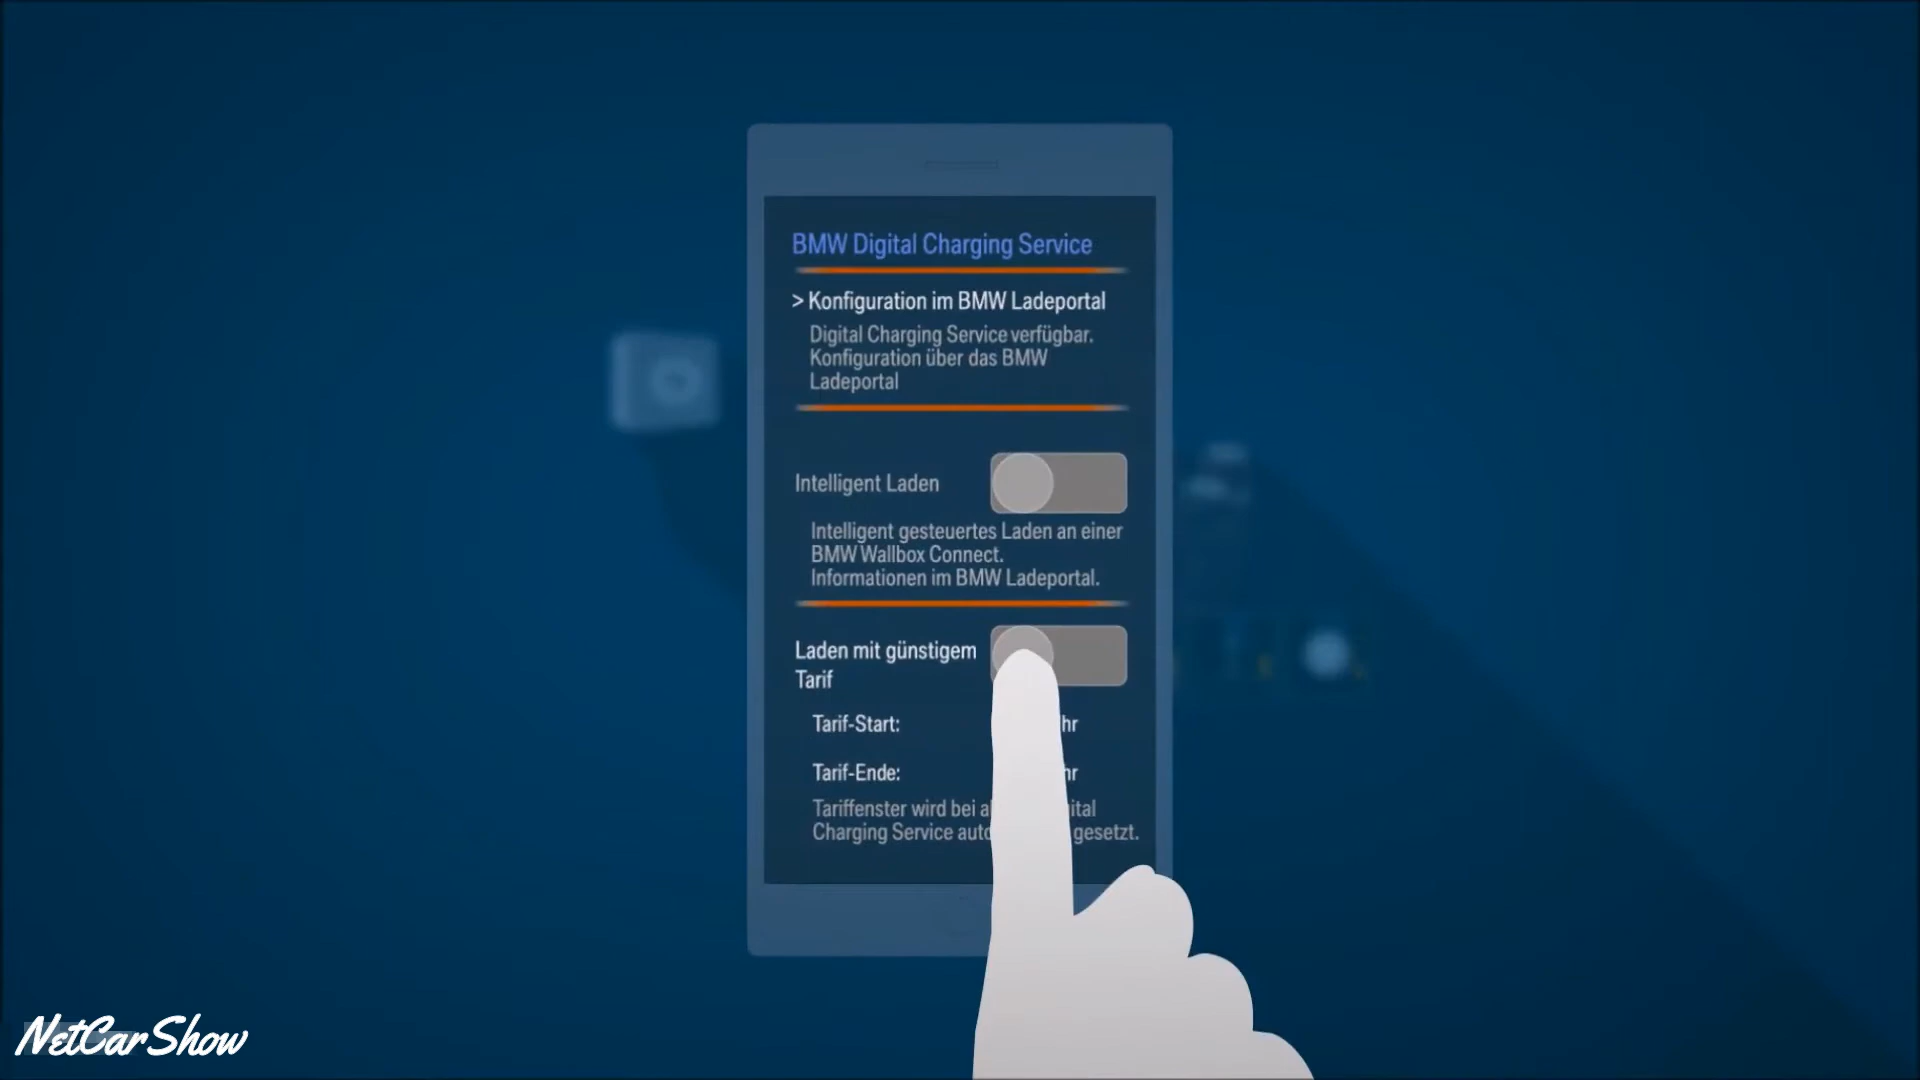 BMW Digital Charging Service
> Konfiguration im BMW Ladeportal
Digital Charging Service verfügbar.
Konfiguration über das BMW
Ladeportal
Intelligent Laden
Intelligent gesteuertes Laden an einer
BMW Wallbox Connect.
Informationen im BMW Ladeportal.
Laden mit günstigem
Tarif
Tarif-Start:
Tarif-Ende:
Tariffenster wird bei
Charging Service gesetzt.
NetCarShow